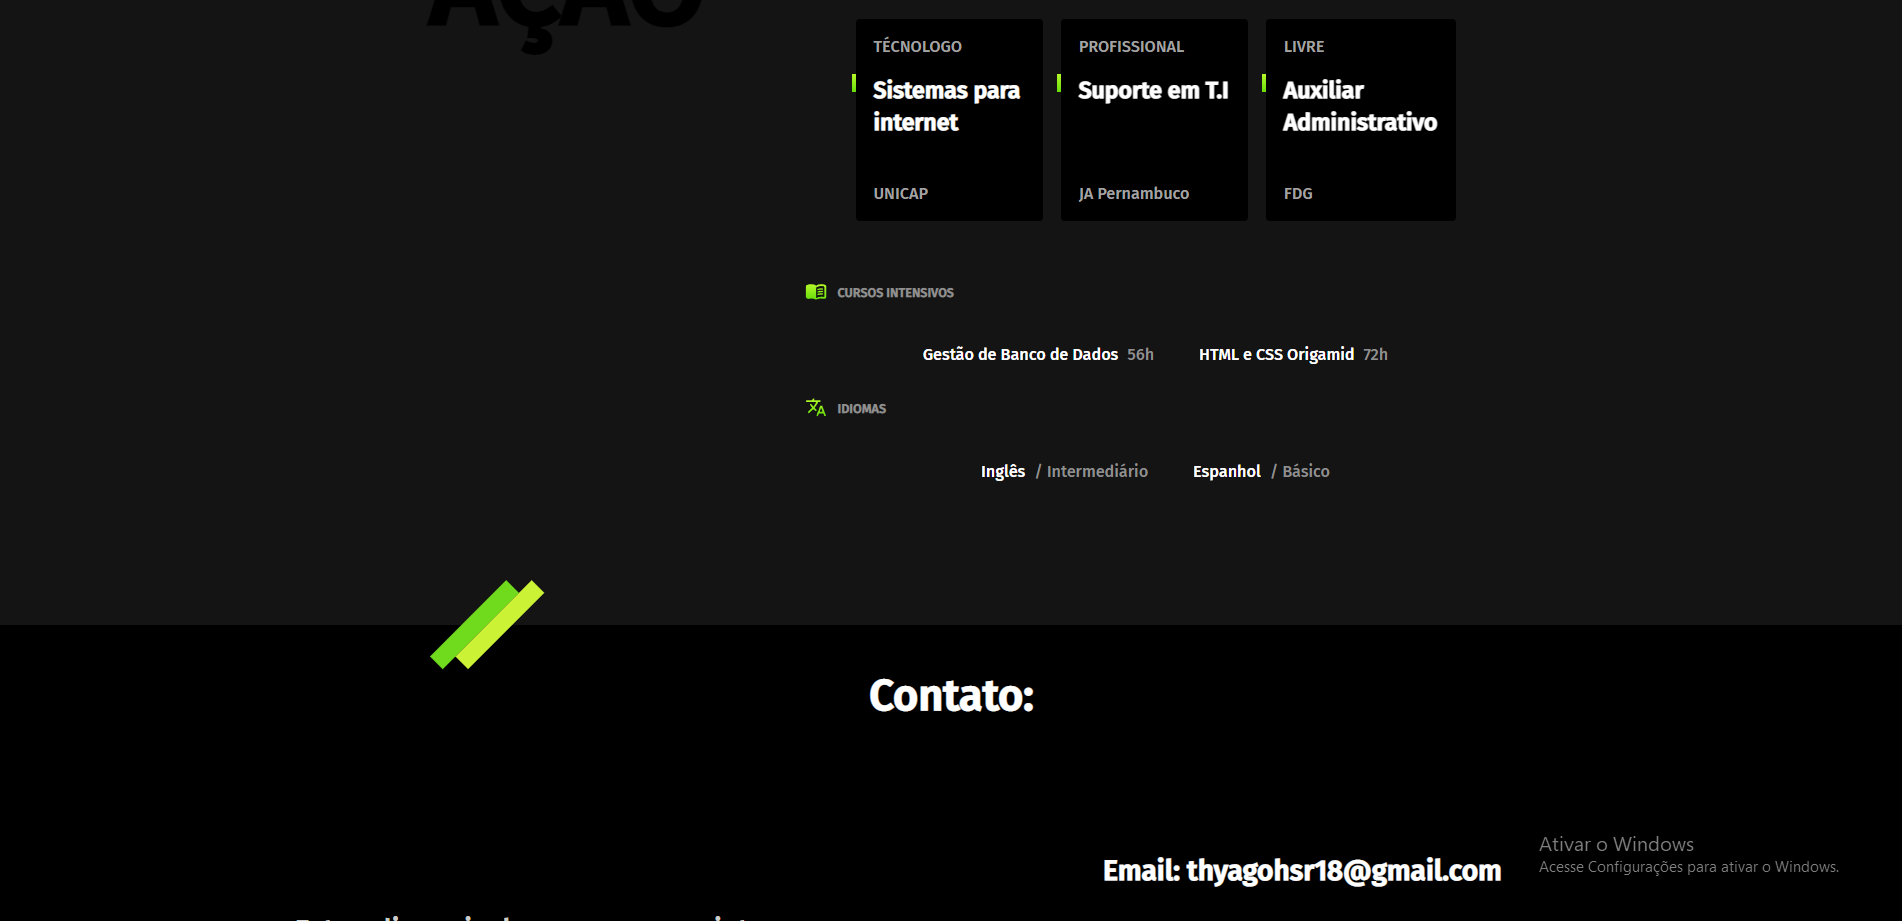 AÇÃO
TÉCNOLOGO
Sistemas para
internet
UNICAP
PROFISSIONAL
Suporte em T.I
JA Pernambuco
LIVRE
Auxiliar
Administrativo
FDG
CURSOS INTENSIVOS
Gestão de Banco de Dados 56h
HTML e CSS Origamid 72h
IDIOMAS
Inglês / Intermediário
Espanhol / Básico
Contato:
Email: thyagohsr18@gmail.com
Ativar o Windows
Acesse Configurações para ativar o Windows.